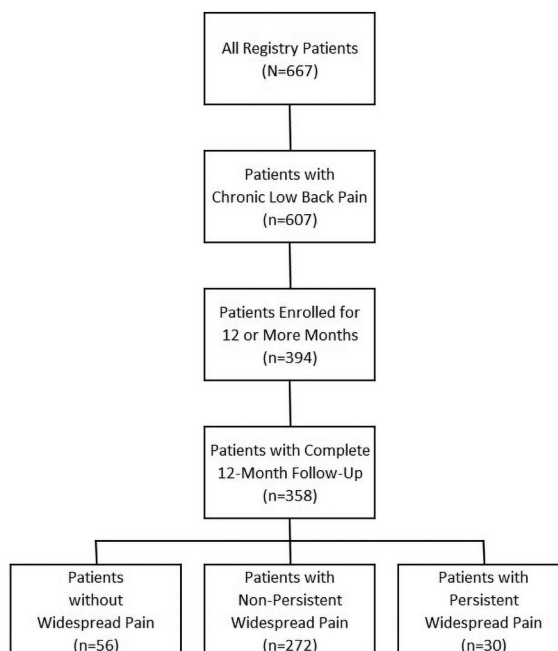 All Registry Patients
(N=667)
Patients with
Chronic Low Back Pain
(n=607)
Patients Enrolled for
12 or More Months
(n=394)
Patients with Complete
12-Month Follow-Up
(n=358)
Patients
without
Widespread Pain
(n=56)
Patients with
Non-Persistent
Widespread Pain
(n=272)
Patients with
Persistent
Widespread Pain
(n=30)